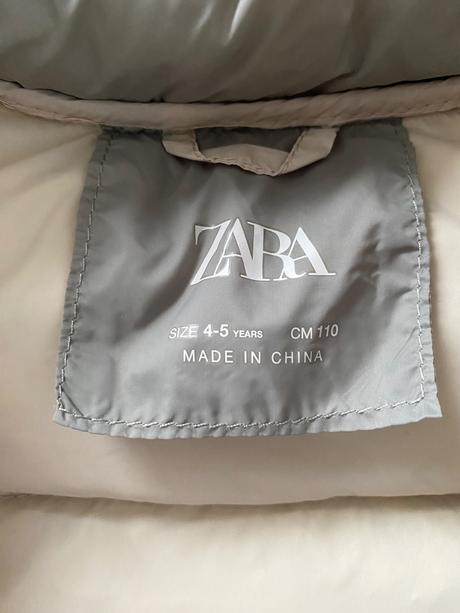 ZARA
SIZE 4-5 YEARS CM 110
MADE IN CHINA